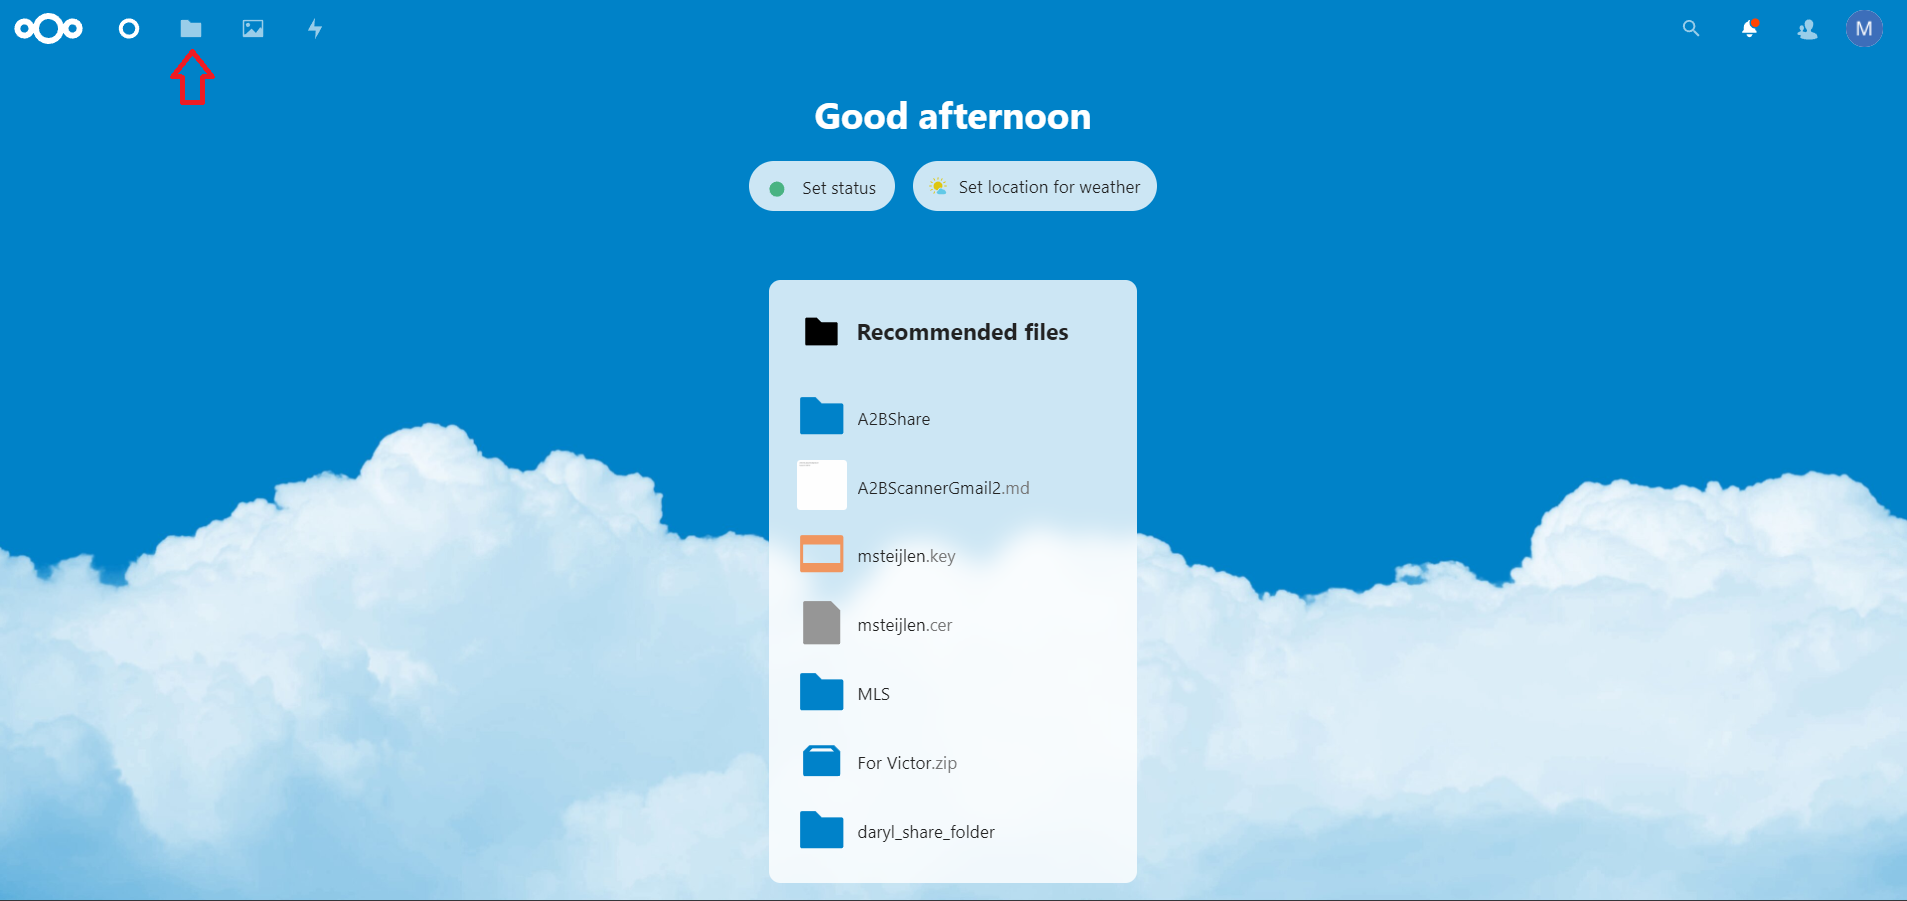 M
Good afternoon
Set status
Set location for weather
Recommended files
A2BShare
A2BScannerGmail2.md
msteijlen.key
msteijlen.cer
MLS
For Victor.zip
daryl_share_folder